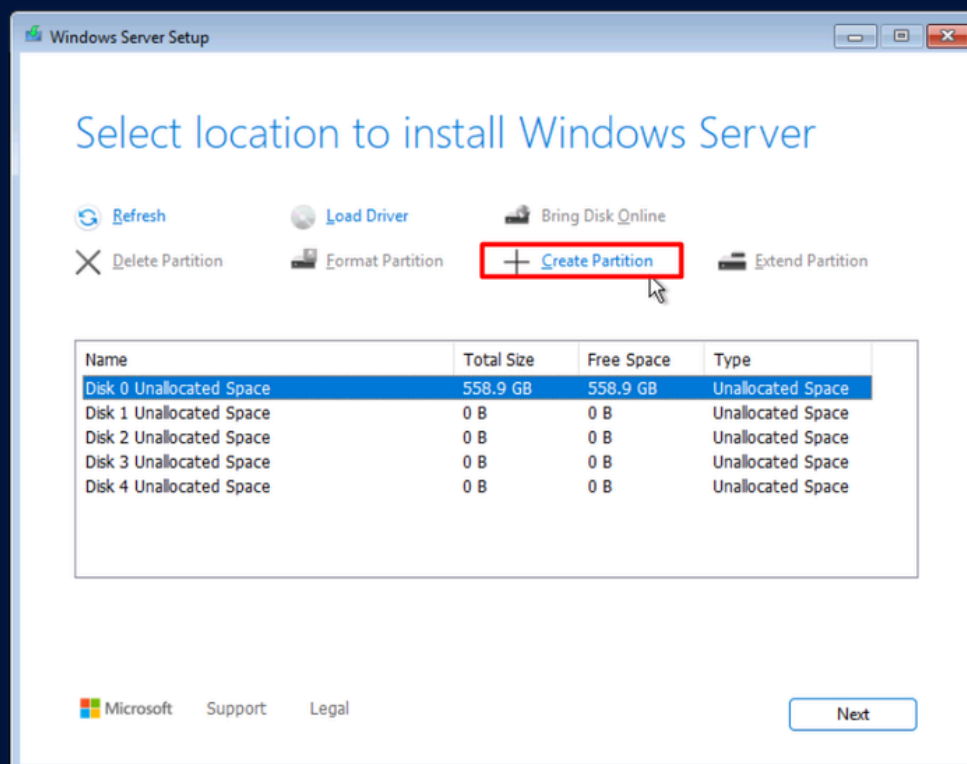 Windows Server Setup
Select location to install Windows Server
Refresh Load Driver Bring Disk Online
Delete Partition Format Partition Create Partition Extend Partition
Name Total Size Free Space Type
Disk 0 Unallocated Space 558.9 GB 558.9 GB Unallocated Space
Disk 1 Unallocated Space 0 B 0 B Unallocated Space
Disk 2 Unallocated Space 0 B 0 B Unallocated Space
Disk 3 Unallocated Space 0 B 0 B Unallocated Space
Disk 4 Unallocated Space 0 B 0 B Unallocated Space
Microsoft Support Legal Next